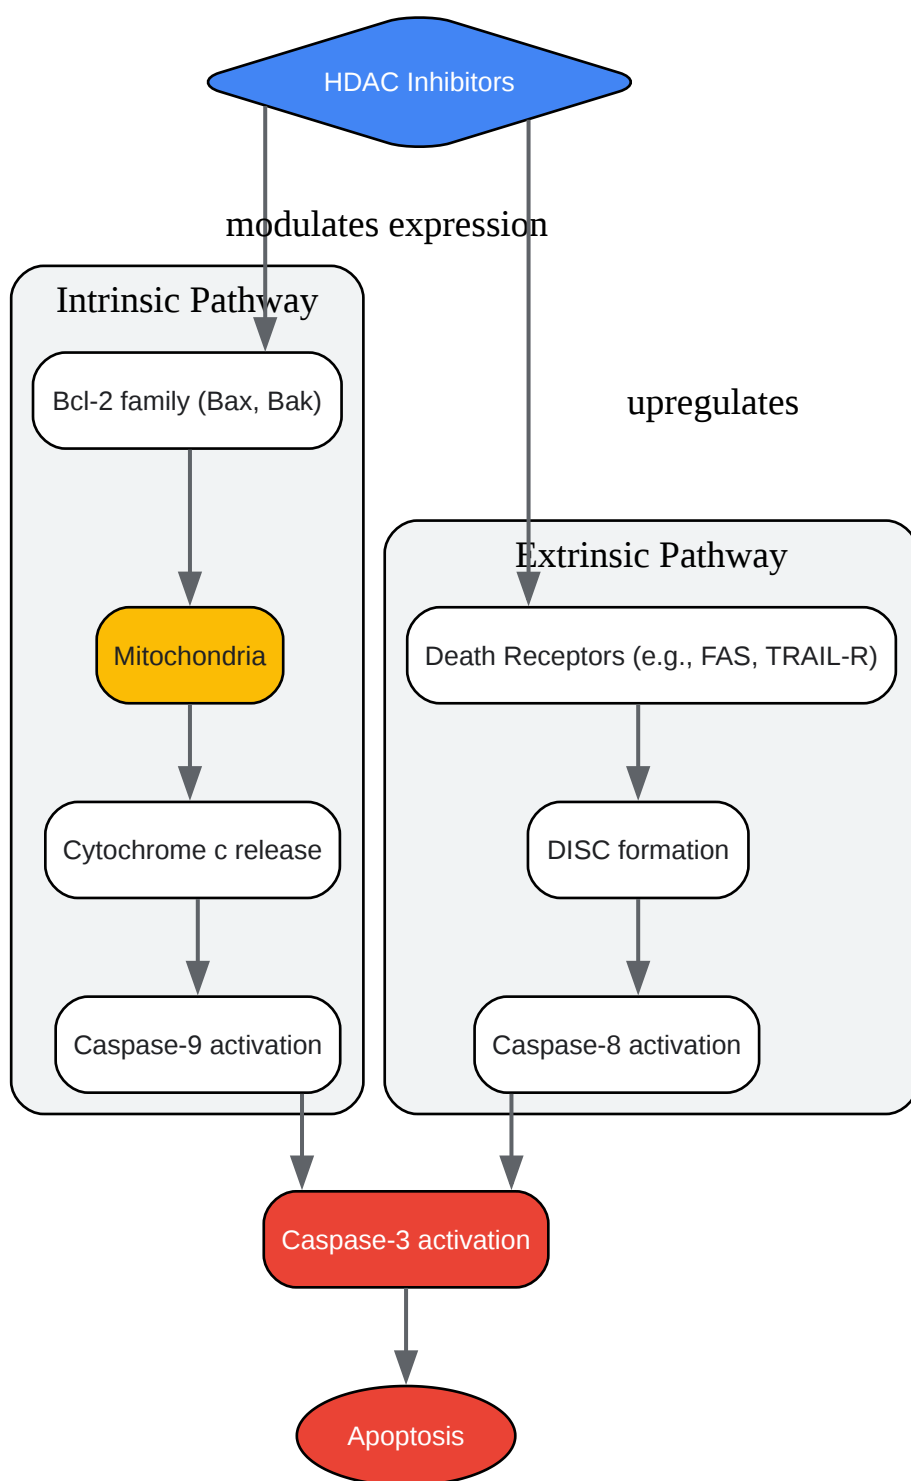 HDAC Inhibitors
modulates expression
Intrinsic Pathway
Bcl-2 family (Bax, Bak)
upregulates
Extrinsic Pathway
Mitochondria
Death Receptors (e.g., FAS, TRAIL-R)
Cytochrome c release
DISC formation
Caspase-9 activation
Caspase-8 activation
Caspase-3 activation
Apoptosis